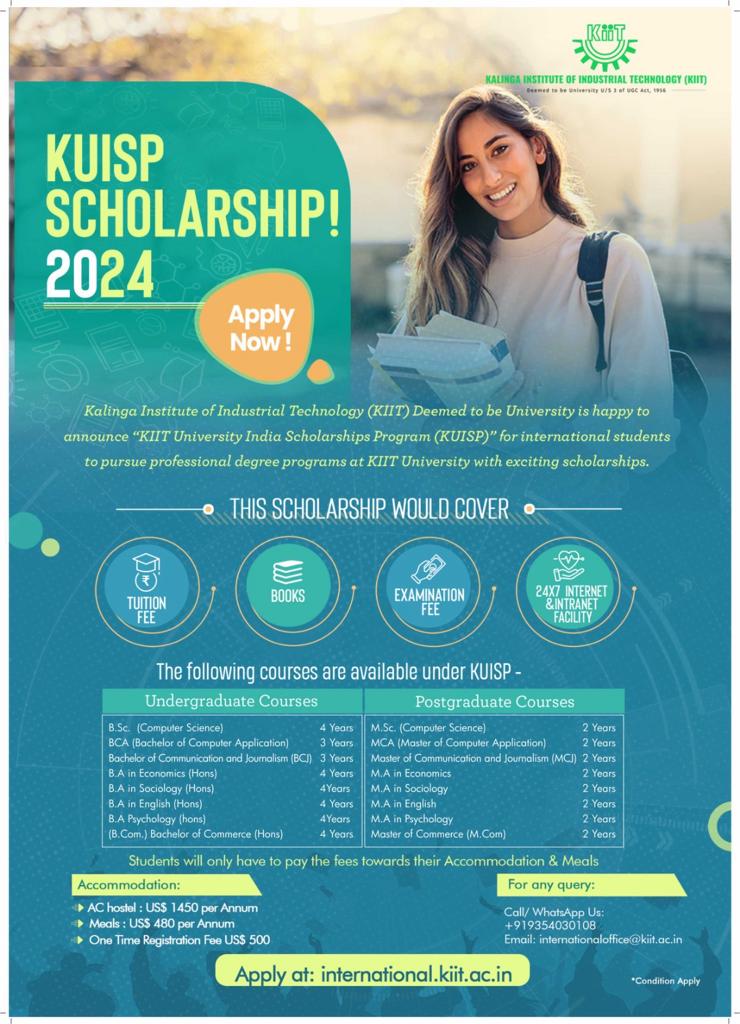 KiiT
KALINGA INSTITUTE OF INDUSTRIAL TECHNOLOGY (KIIT)
Deemed to be University U/S 3 of UGC Act, 1956
KUISP
SCHOLARSHIP!
2024
Apply
Now !
Kalinga Institute of Industrial Technology (KIIT) Deemed to be University is happy to
announce “KIIT University India Scholarships Program (KUISP)” for international students
to pursue professional degree programs at KIIT University with exciting scholarships.
THIS SCHOLARSHIP WOULD COVER
TUITION
FEE
BOOKS
EXAMINATION
FEE
24X7 INTERNET
&INTRANET
FACILITY
The following courses are available under KUISP -
Undergraduate Courses
B.Sc. (Computer Science) 4 Years
BCA (Bachelor of Computer Application) 3 Years
Bachelor of Communication and Journalism (BCJ) 3 Years
B.A in Economics (Hons) 4 Years
B.A in Sociology (Hons) 4Years
B.A in English (Hons) 4 Years
B.A Psychology (hons) 4Years
(B.Com.) Bachelor of Commerce (Hons) 4 Years
Postgraduate Courses
M.Sc. (Computer Science) 2 Years
MCA (Master of Computer Application) 2 Years
Master of Communication and Journalism (MCJ) 2 Years
M.A in Economics 2 Years
M.A in Sociology 2 Years
M.A in English 2 Years
M.A in Psychology 2 Years
Master of Commerce (M.Com) 2 Years
Students will only have to pay the fees towards their Accommodation & Meals
Accommodation:
AC hostel : US$ 1450 per Annum
Meals : US$ 480 per Annum
One Time Registration Fee US$ 500
For any query:
Call/ WhatsApp Us:
+919354030108
Email: internationaloffice@kiit.ac.in
Apply at: international.kiit.ac.in
*Condition Apply